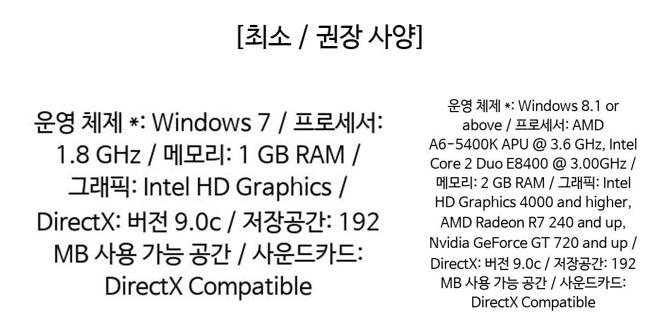 [최소 / 권장 사양]
운영 체제 *: Windows 7 / 프로세서:
1.8 GHz / 메모리: 1 GB RAM /
그래픽: Intel HD Graphics /
DirectX: 버전 9.0c / 저장공간: 192
MB 사용 가능 공간 / 사운드카드:
DirectX Compatible
운영 체제 *: Windows 8.1 or
above / 프로세서: AMD
A6-5400K APU @ 3.6 GHz, Intel
Core 2 Duo E8400 @ 3.00GHz /
메모리: 2 GB RAM / 그래픽: Intel
HD Graphics 4000 and higher,
AMD Radeon R7 240 and up,
Nvidia GeForce GT 720 and up /
DirectX: 버전 9.0c / 저장공간: 192
MB 사용 가능 공간 / 사운드카드:
DirectX Compatible